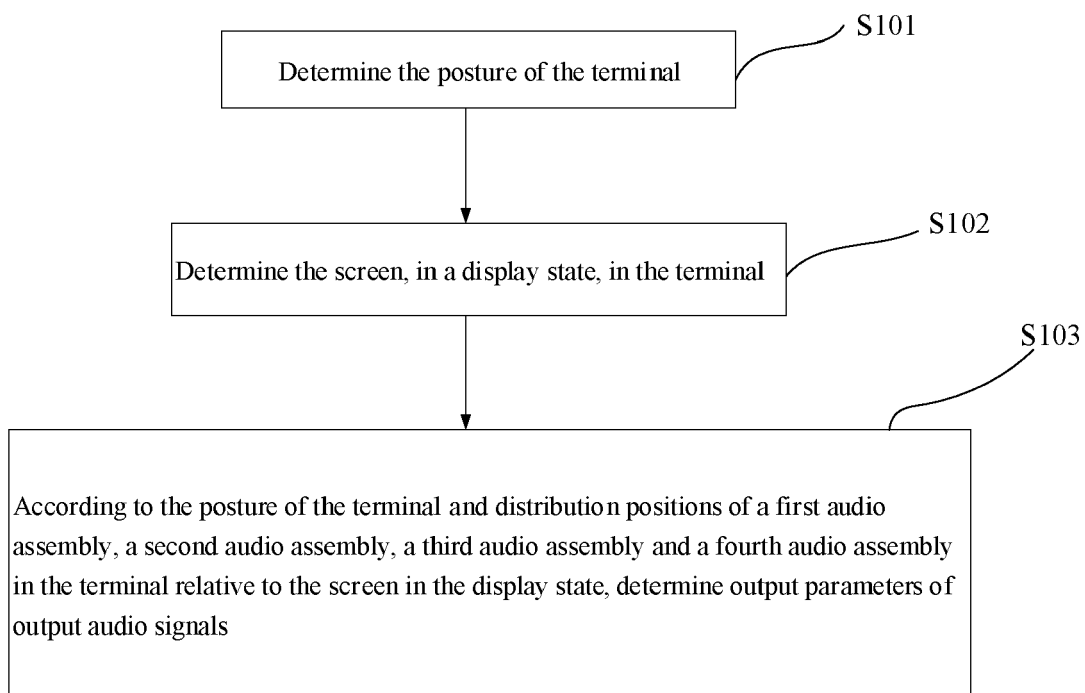 S101
Determine the posture of the terminal
S102
Determine the screen, in a display state, in the terminal
S103
According to the posture of the terminal and distribution positions of a first audio
assembly, a second audio assembly, a third audio assembly and a fourth audio assembly
in the terminal relative to the screen in the display state, determine output parameters of
output audio signals